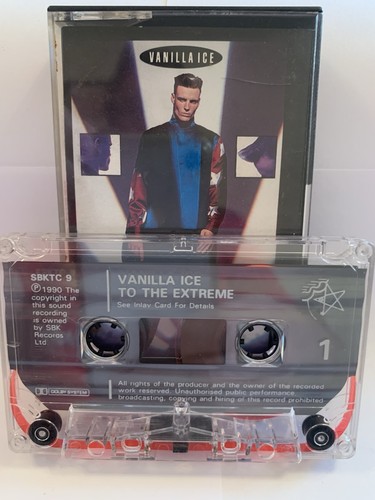 VANILLA ICE
SBKTC 9
℗ 1990 The
copyright in
this sound
recording
is owned
by SBK
Records
Ltd.
VANILLA ICE
TO THE EXTREME
See Inlay Card For Details
1
DOLBY SYSTEM
All rights of the producer and the owner of the recorded
work reserved. Unauthorised public performance,
broadcasting, copying and hiring of this record prohibited